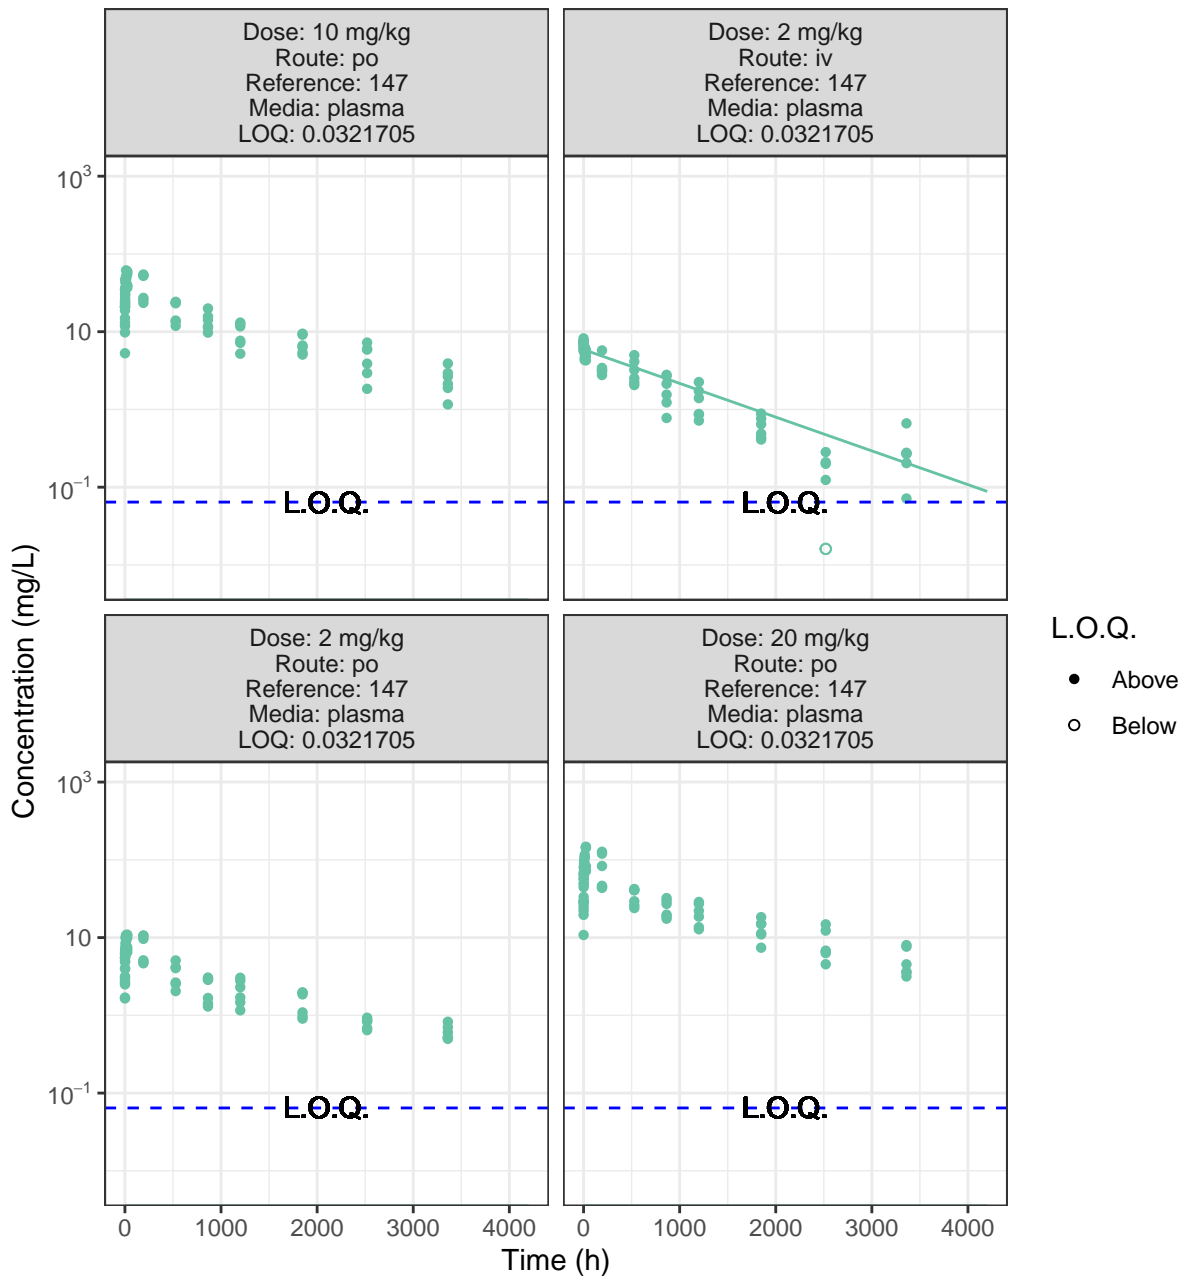 Dose: 10 mg/kg
Route: po
Reference: 147
Media: plasma
LOQ: 0.0321705
Dose: 2 mg/kg
Route: iv
Reference: 147
Media: plasma
LOQ: 0.0321705
10³
10
10⁻¹
L.O.Q.
L.O.Q.
Dose: 2 mg/kg
Route: po
Reference: 147
Media: plasma
LOQ: 0.0321705
Dose: 20 mg/kg
Route: po
Reference: 147
Media: plasma
LOQ: 0.0321705
10³
10
10⁻¹
L.O.Q.
L.O.Q.
0 1000 2000 3000 4000
0 1000 2000 3000 4000
Time (h)
Concentration (mg/L)
L.O.Q.
Above
Below